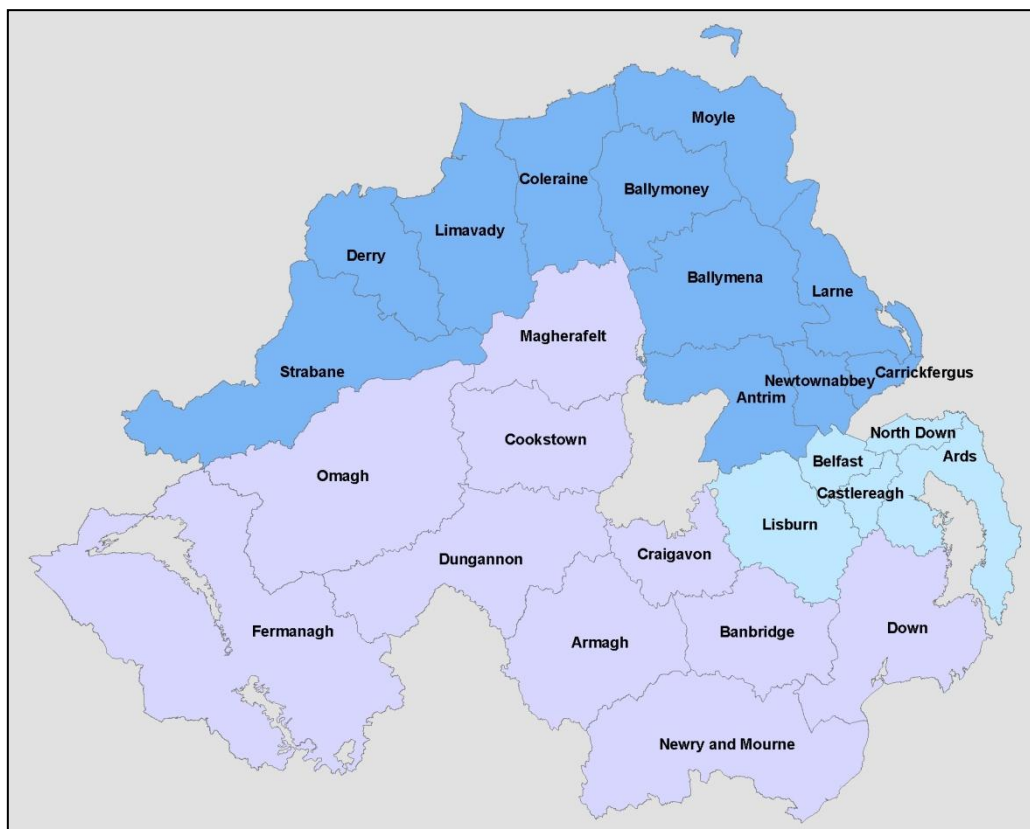 Moyle
Coleraine
Ballymoney
Limavady
Derry
Ballymena
Larne
Magherafelt
Strabane
Newtownabbey
Carrickfergus
Antrim
Cookstown
North Down
Belfast
Ards
Omagh
Castlereagh
Lisburn
Dungannon
Craigavon
Fermanagh
Armagh
Banbridge
Down
Newry and Mourne